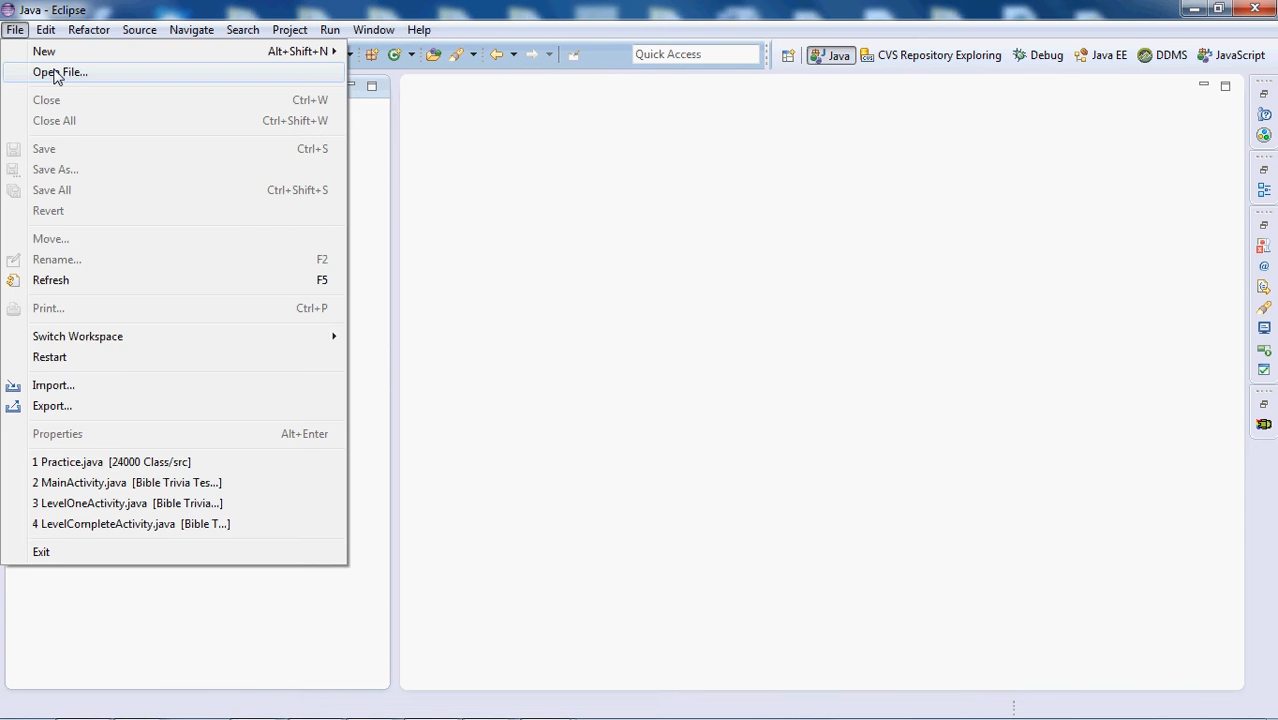 Java - Eclipse
File Edit Refactor Source Navigate Search Project Run Window Help
New Alt+Shift+N
Open File...
Close Ctrl+W
Close All Ctrl+Shift+W
Save Ctrl+S
Save As...
Save All Ctrl+Shift+S
Revert
Move...
Rename... F2
Refresh F5
Print... Ctrl+P
Switch Workspace
Restart
Import...
Export...
Properties Alt+Enter
1 Practice.java [24000 Class/src]
2 MainActivity.java [Bible Trivia Tes...]
3 LevelOneActivity.java [Bible Trivia...]
4 LevelCompleteActivity.java [Bible T...]
Exit
Quick Access
Java CVS Repository Exploring Debug Java EE DDMS JavaScript